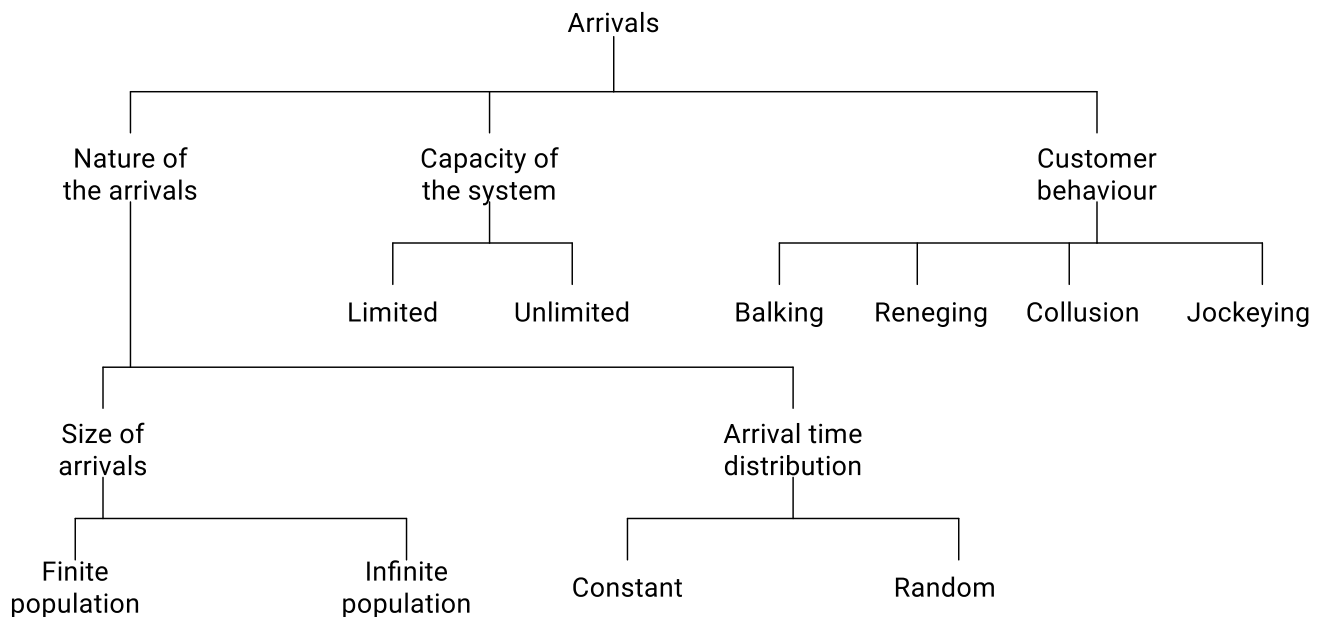 Arrivals
Nature of
the arrivals
Capacity of
the system
Customer
behaviour
Limited
Unlimited
Balking
Reneging
Collusion
Jockeying
Size of
arrivals
Arrival time
distribution
Finite
population
Infinite
population
Constant
Random